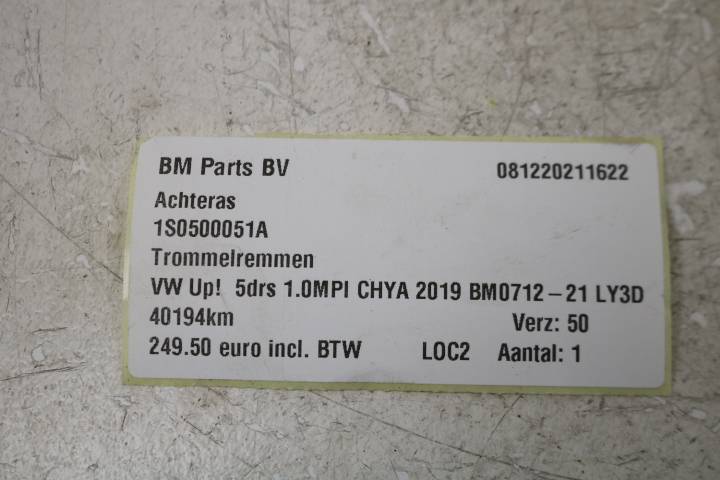 BM Parts BV 081220211622
Achteras
1S0500051A
Trommelremmen
VW Up! 5drs 1.0MPI CHYA 2019 BM0712-21 LY3D
40194km Verz: 50
249.50 euro incl. BTW LOC2 Aantal: 1